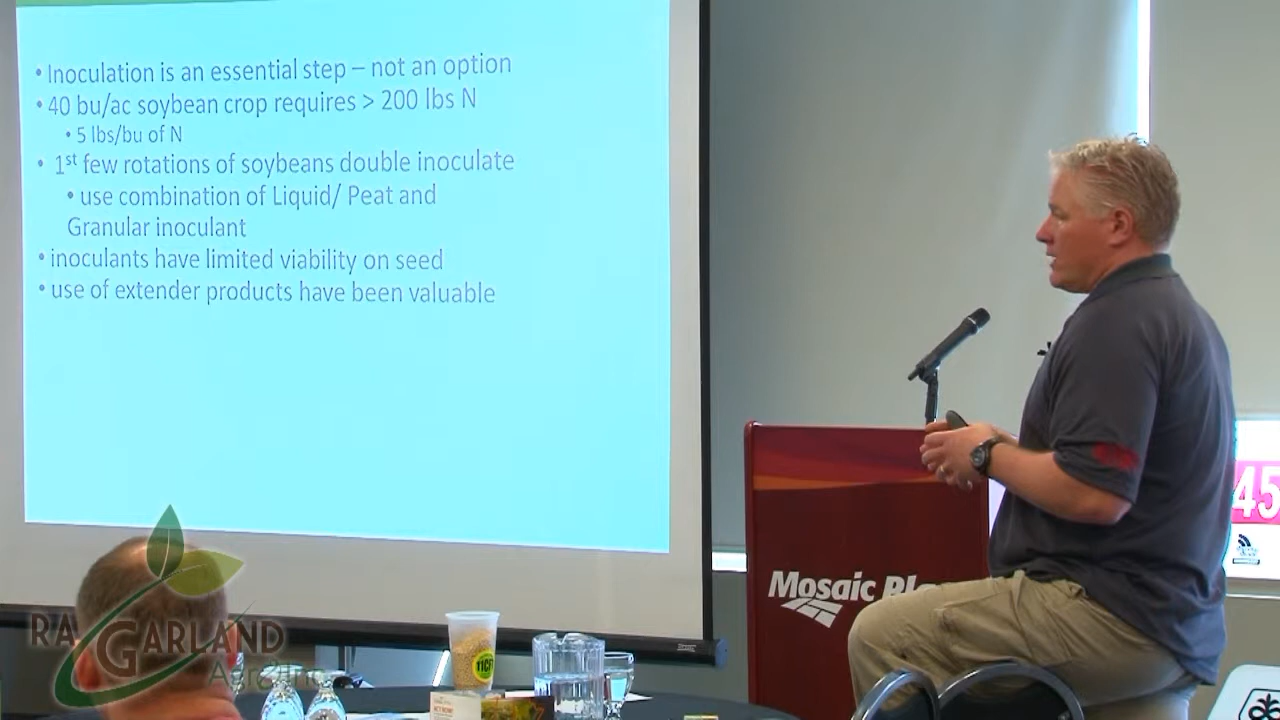 • Inoculation is an essential step – not an option
• 40 bu/ac soybean crop requires > 200 lbs N
• 5 lbs/bu of N
• 1st few rotations of soybeans double inoculate
• use combination of Liquid/ Peat and
Granular inoculant
• inoculants have limited viability on seed
• use of extender products have been valuable
45
Mosaic
RA GARLAND